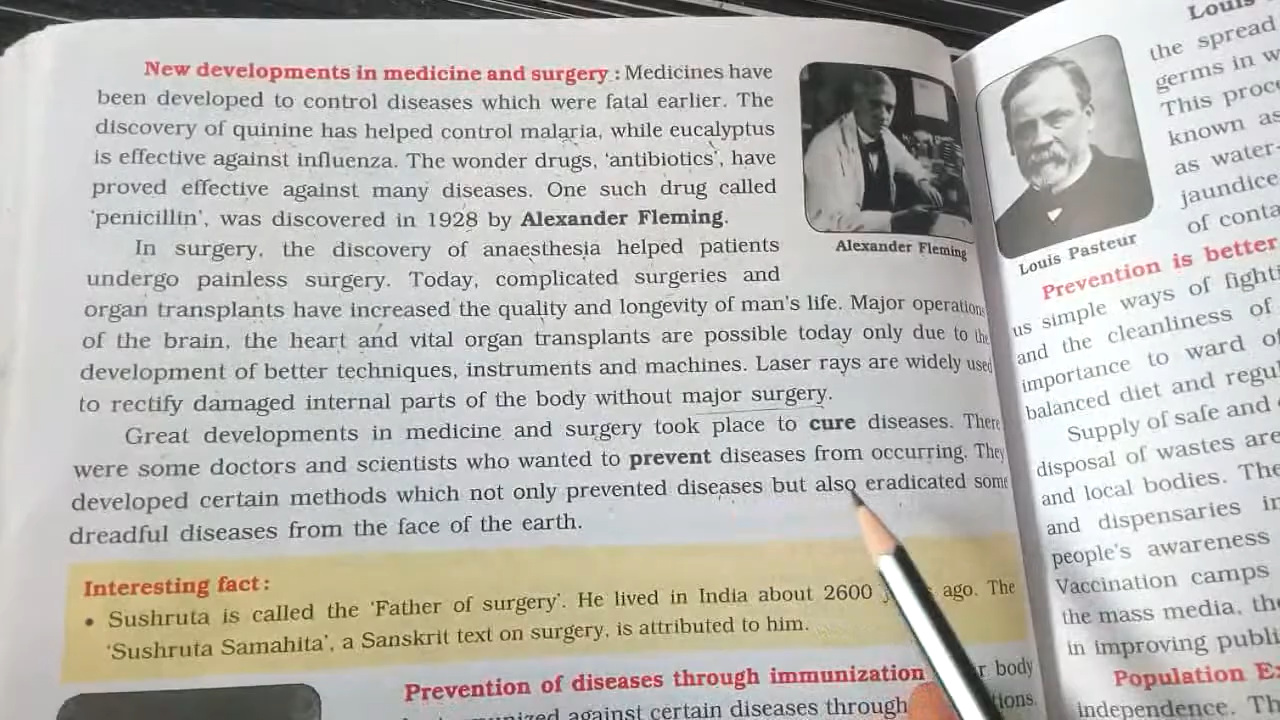 New developments in medicine and surgery : Medicines have
been developed to control diseases which were fatal earlier. The
discovery of quinine has helped control malaria, while eucalyptus
is effective against influenza. The wonder drugs, 'antibiotics', have
proved effective against many diseases. One such drug called
'penicillin', was discovered in 1928 by Alexander Fleming.
In surgery, the discovery of anaesthesia helped patients
undergo painless surgery. Today, complicated surgeries and
organ transplants have increased the quality and longevity of man's life. Major operations
of the brain, the heart and vital organ transplants are possible today only due to the
development of better techniques, instruments and machines. Laser rays are widely used
to rectify damaged internal parts of the body without major surgery.
Great developments in medicine and surgery took place to cure diseases. There
were some doctors and scientists who wanted to prevent diseases from occurring. They
developed certain methods which not only prevented diseases but also eradicated some
dreadful diseases from the face of the earth.
Alexander Fleming
Interesting fact :
• Sushruta is called the 'Father of surgery'. He lived in India about 2600 ago. The
'Sushruta Samahita', a Sanskrit text on surgery, is attributed to him.
Prevention of diseases through immunization body
immunized against certain diseases through
Louis
the spread
germs in
This
known as
as water-
jaundice
of
Louis Pasteur
Prevention is better
us simple ways of
and the cleanliness of
importance to ward
balanced diet and
Supply of safe and
disposal of wastes are
and local bodies. The
and dispensaries
people's awareness
Vaccination camps
the mass media,
in improving
Population
independence.